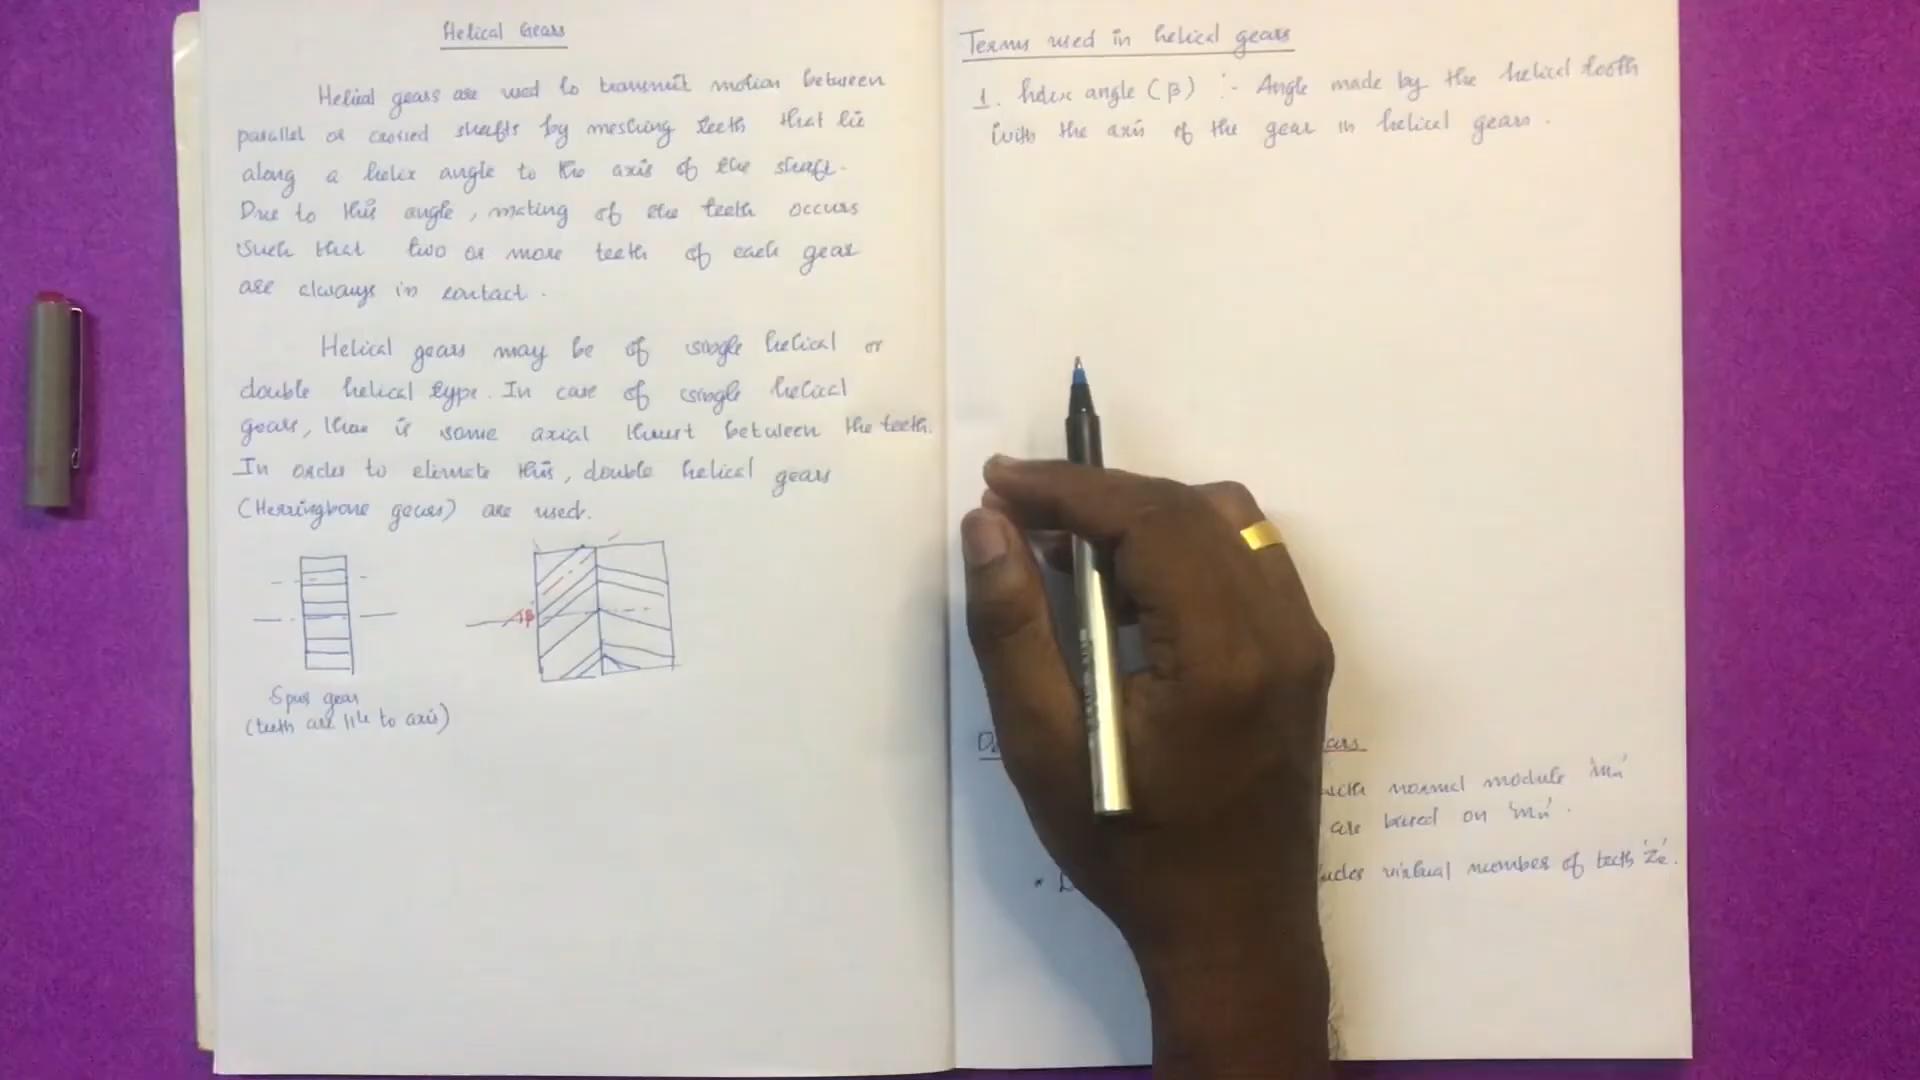 Helical Gears
Helical gears are used to transmit motion between
parallel or crossed shafts by meshing teeth that lie
along a helix angle to the axis of the shaft.
Due to this angle, mating of the teeth occurs
such that two or more teeth of each gear
are always in contact.
Helical gears may be of single helical or
double helical type. In case of single helical
gears, there is some axial thrust between the teeth.
In order to elimate this, double helical gears
(Herringbone gears) are used.
β
Spur gear
(teeth are 11le to axis)
Terms used in helical gears
1. helix angle (β) :- Angle made by the helical tooth
with the axis of the gear in helical gears.
ears
normal module 'mn'
are based on 'mn'.
virtual number of teeth 'Ze'.